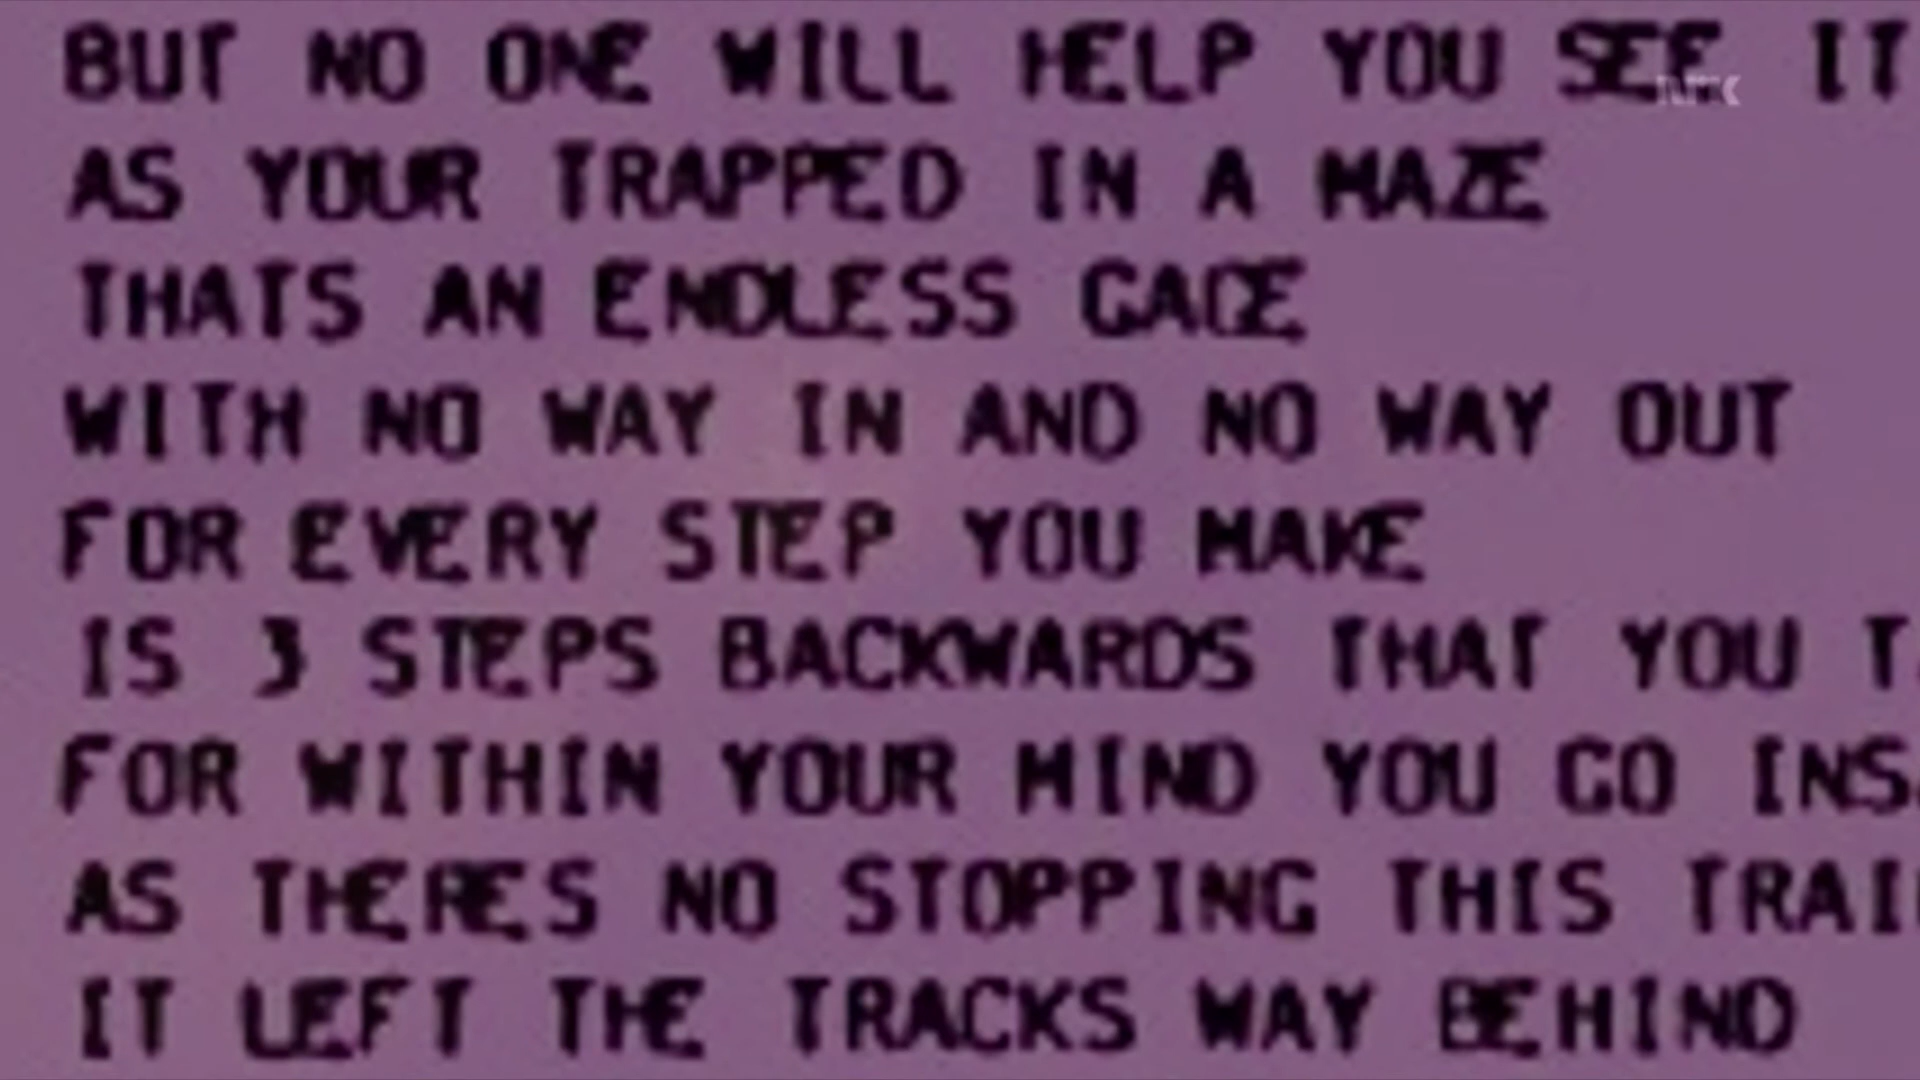 BUT NO ONE WILL HELP YOU SEE IT
AS YOUR TRAPPED IN A MAZE
THATS AN ENDLESS CAGE
WITH NO WAY IN AND NO WAY OUT
FOR EVERY STEP YOU MAKE
IS 3 STEPS BACKWARDS THAT YOU
FOR WITHIN YOUR MIND YOU GO
AS THERES NO STOPPING THIS
IT LEFT THE TRACKS WAY BEHIND
NRK